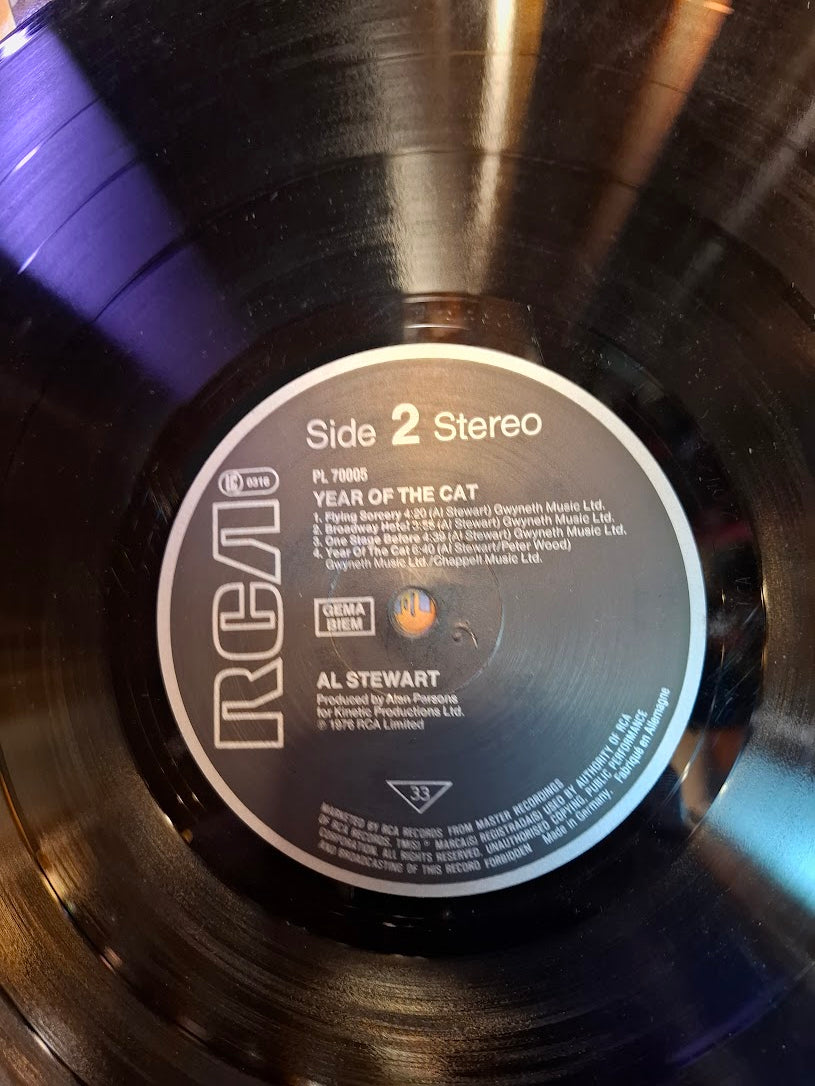 Side 2 Stereo
LC 0316
RCA
PL 70005
YEAR OF THE CAT
1. Flying Sorcery 4:20 (Al Stewart) Gwyneth Music Ltd.
2. Broadway Hotel 3:55 (Al Stewart) Gwyneth Music Ltd.
3. One Stage Before 4:39 (Al Stewart) Gwyneth Music Ltd.
4. Year Of The Cat 6:40 (Al Stewart/Peter Wood)
Gwyneth Music Ltd./Chappell Music Ltd.
GEMA
BIEM
AL STEWART
Produced by Alan Parsons
for Kinetic Productions Ltd.
℗ 1976 RCA Limited
33
MARKETED BY RCA RECORDS FROM MASTER RECORDINGS
OF RCA RECORDS. TM(S) ® MARCA(S) REGISTRADA(S) USED BY AUTHORITY OF RCA
CORPORATION. ALL RIGHTS RESERVED. UNAUTHORISED COPYING, PUBLIC PERFORMANCE
AND BROADCASTING OF THIS RECORD FORBIDDEN Made in Germany. Fabriqué en Allemagne